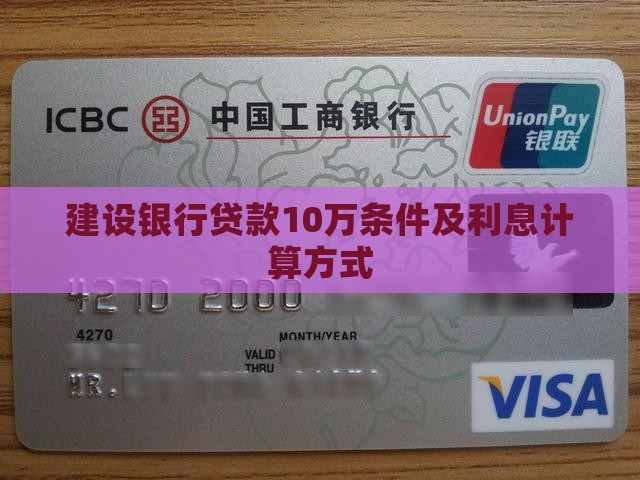 ICBC 中国工商银行
UnionPay
银联
建设银行贷款10万条件及利息计
算方式
4270 2000
4270
MONTH/YEAR
VALID
THRU
MR.
VISA